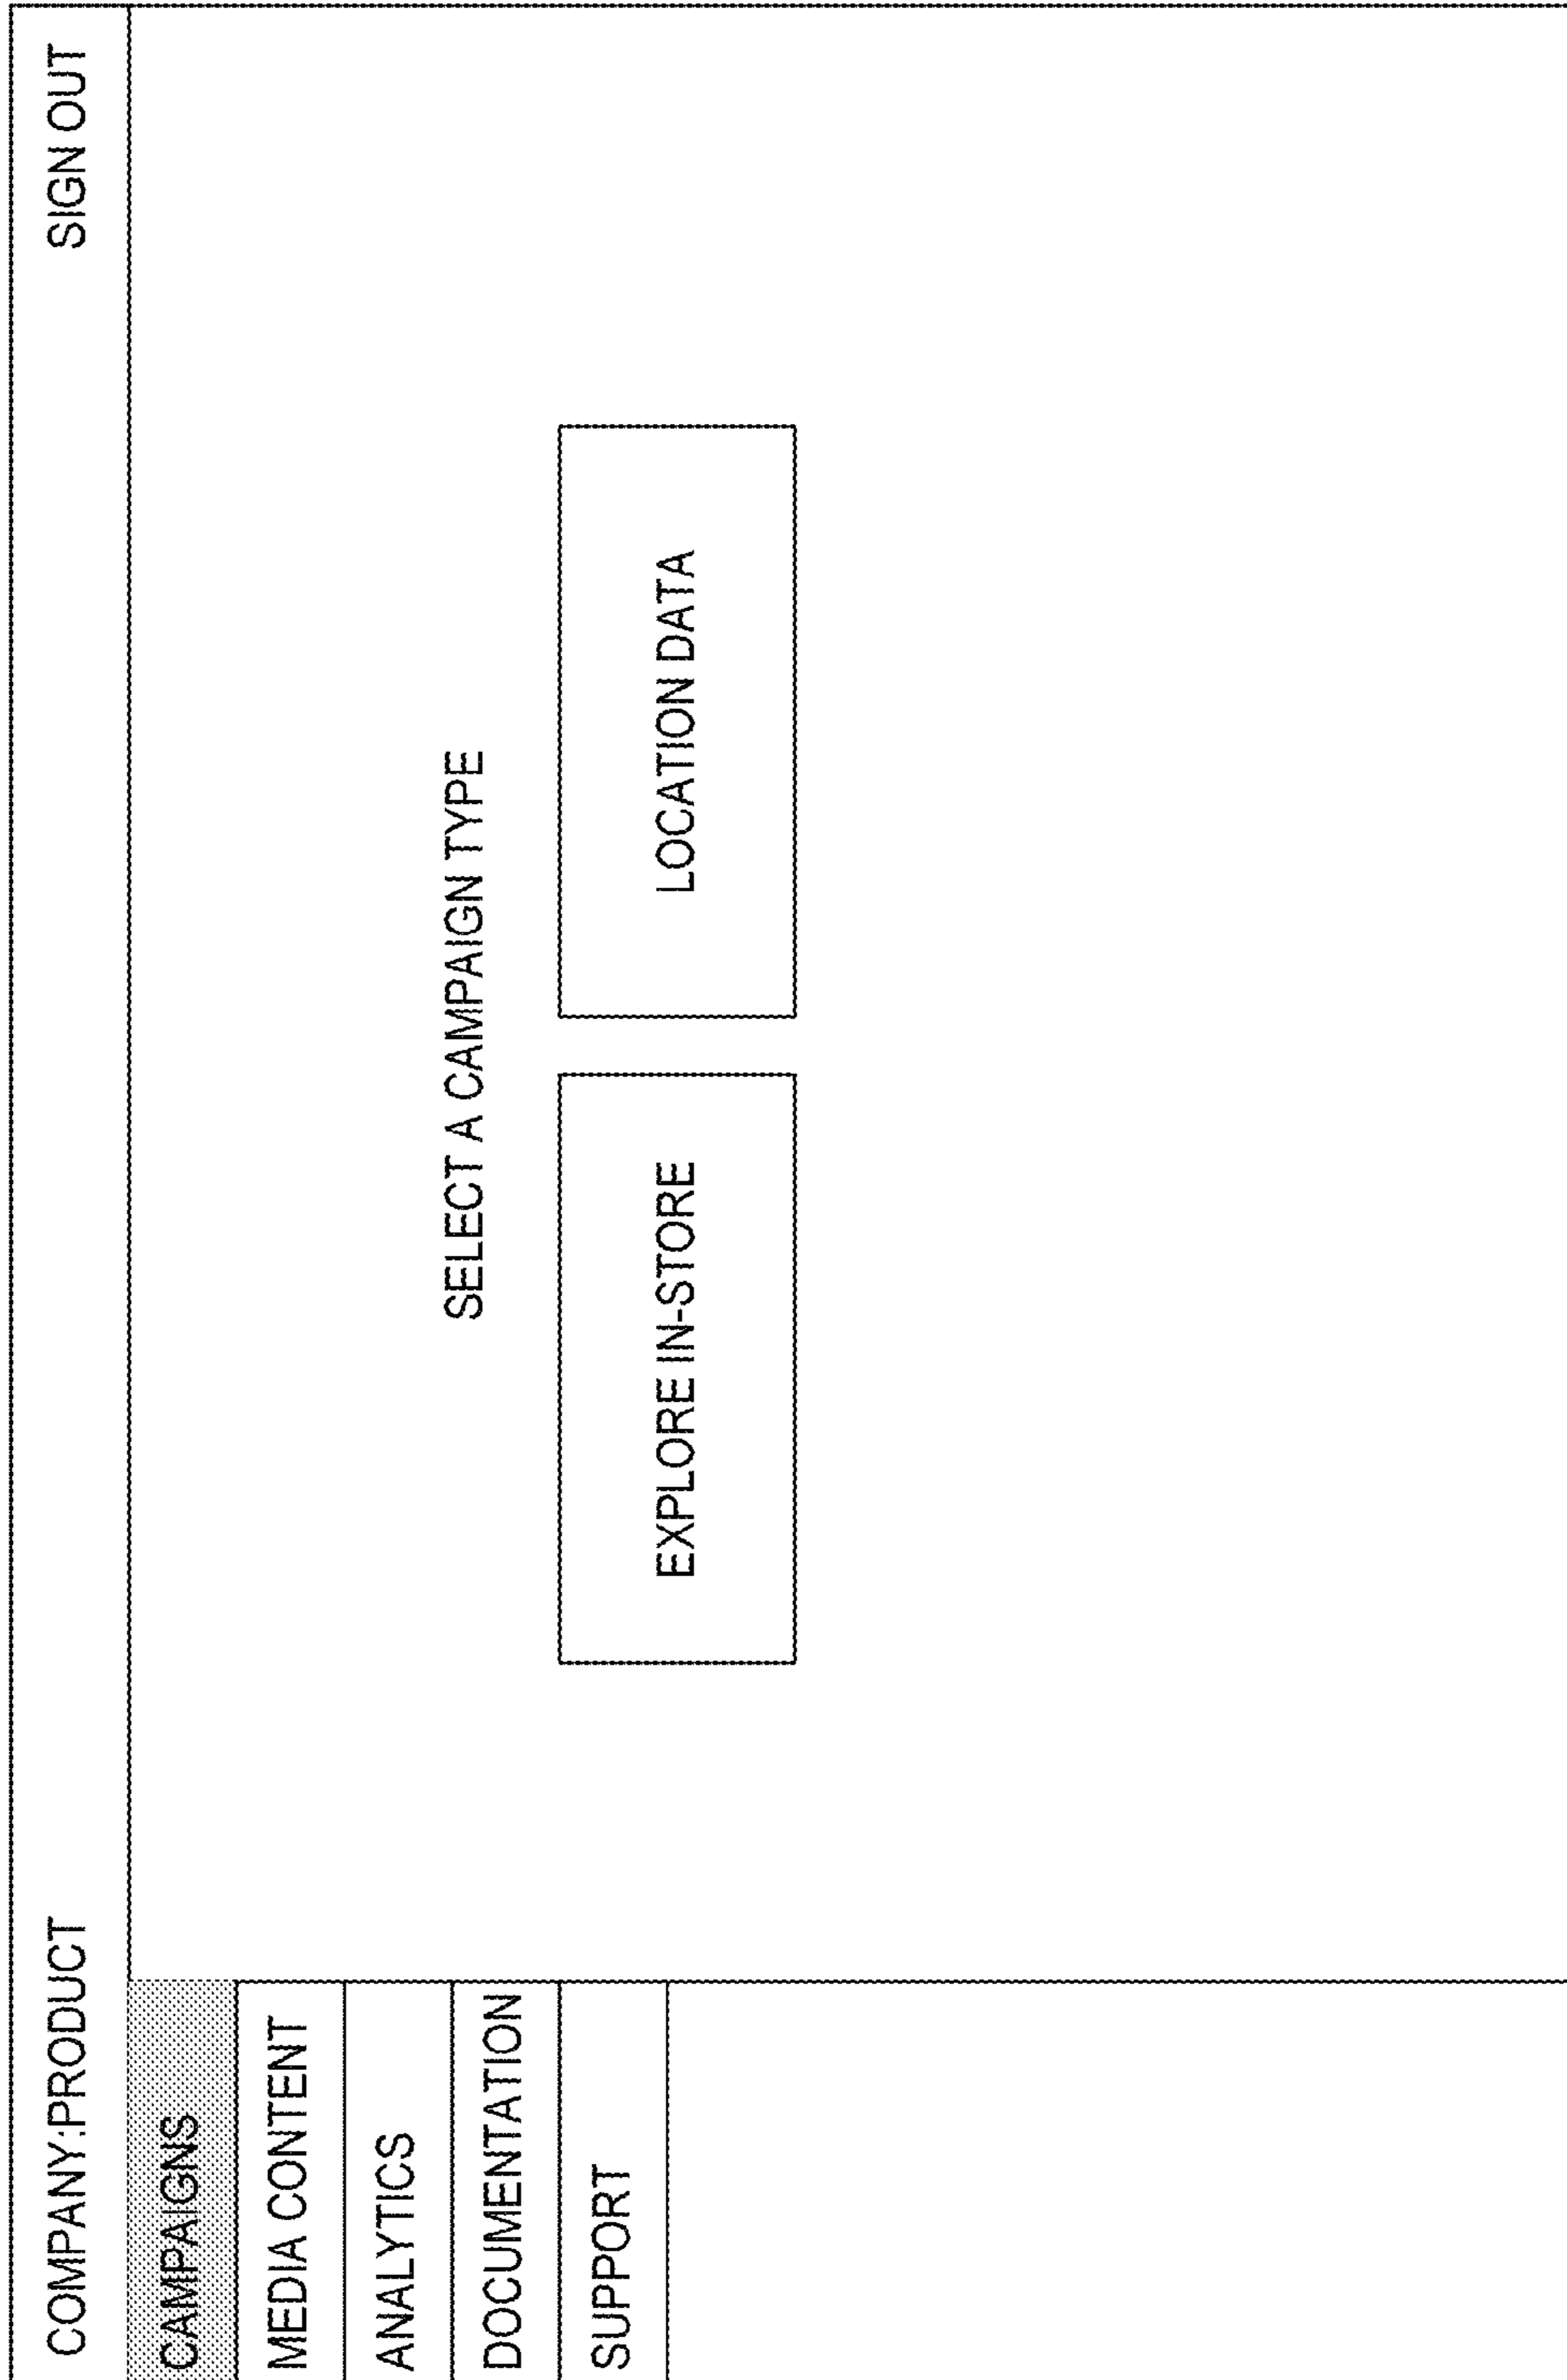 COMPANY:PRODUCT
SIGN OUT
CAMPAIGNS
MEDIA CONTENT
ANALYTICS
DOCUMENTATION
SUPPORT
SELECT A CAMPAIGN TYPE
EXPLORE IN-STORE
LOCATION DATA